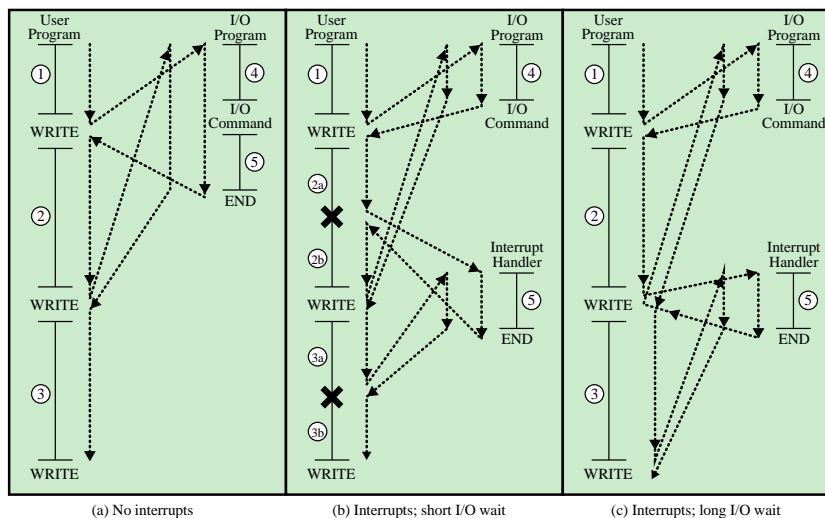 User
Program
I/O
Program
1
4
I/O
Command
WRITE
5
END
2
WRITE
3
WRITE
(a) No interrupts
User
Program
I/O
Program
1
4
I/O
Command
WRITE
2a
2b
Interrupt
Handler
5
END
WRITE
3a
3b
WRITE
(b) Interrupts; short I/O wait
User
Program
I/O
Program
1
4
I/O
Command
WRITE
2
Interrupt
Handler
5
END
WRITE
3
WRITE
(c) Interrupts; long I/O wait